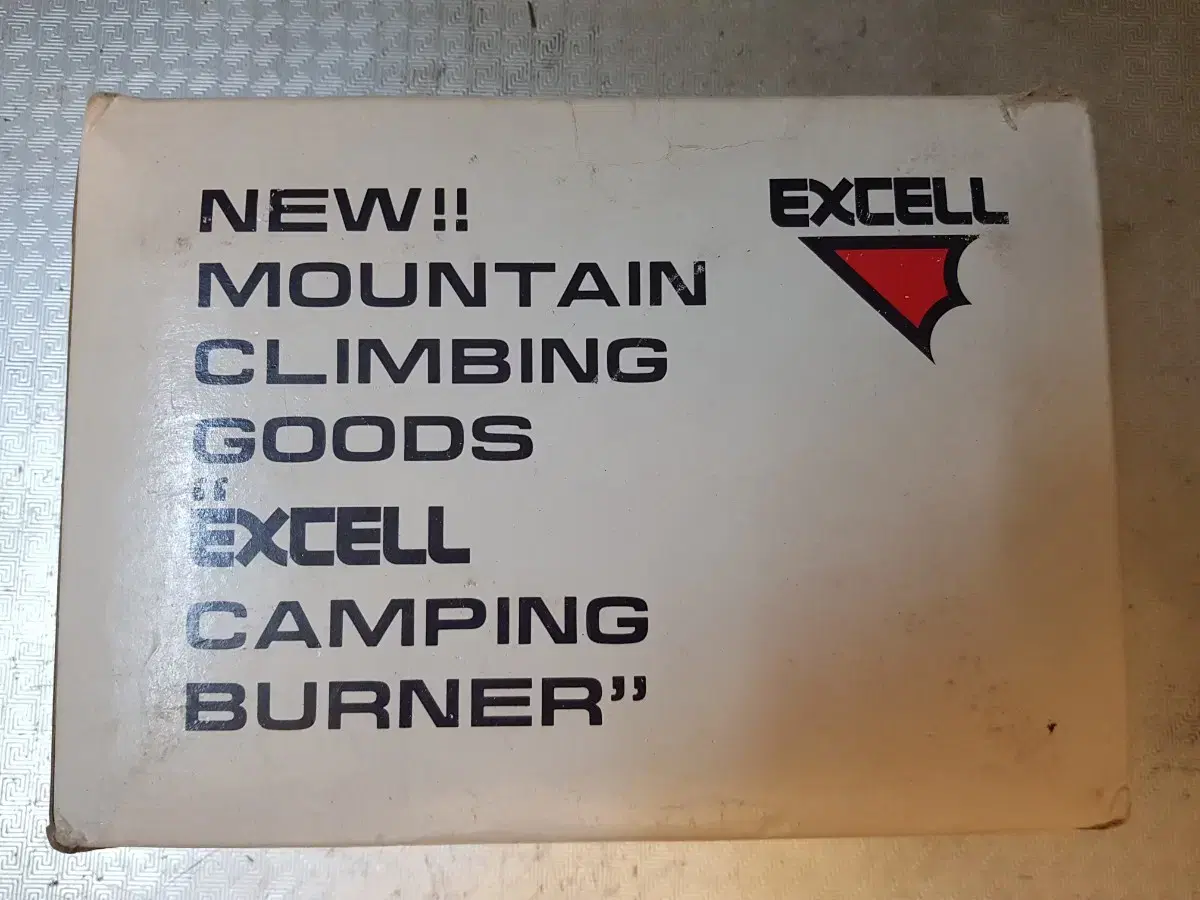 NEW!!
MOUNTAIN
CLIMBING
GOODS
“EXCELL
CAMPING
BURNER”
EXCELL